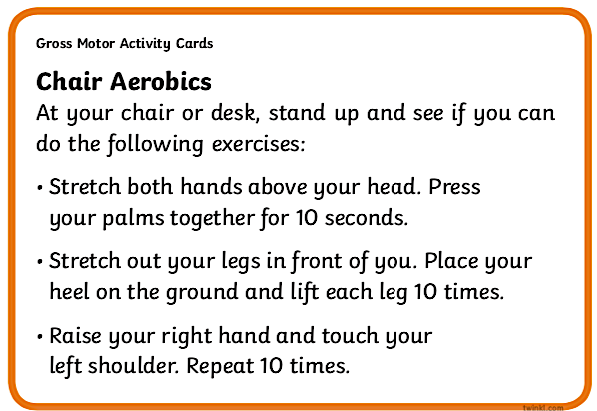 Gross Motor Activity Cards
Chair Aerobics
At your chair or desk, stand up and see if you can
do the following exercises:
• Stretch both hands above your head. Press
your palms together for 10 seconds.
• Stretch out your legs in front of you. Place your
heel on the ground and lift each leg 10 times.
• Raise your right hand and touch your
left shoulder. Repeat 10 times.
twinkl.com